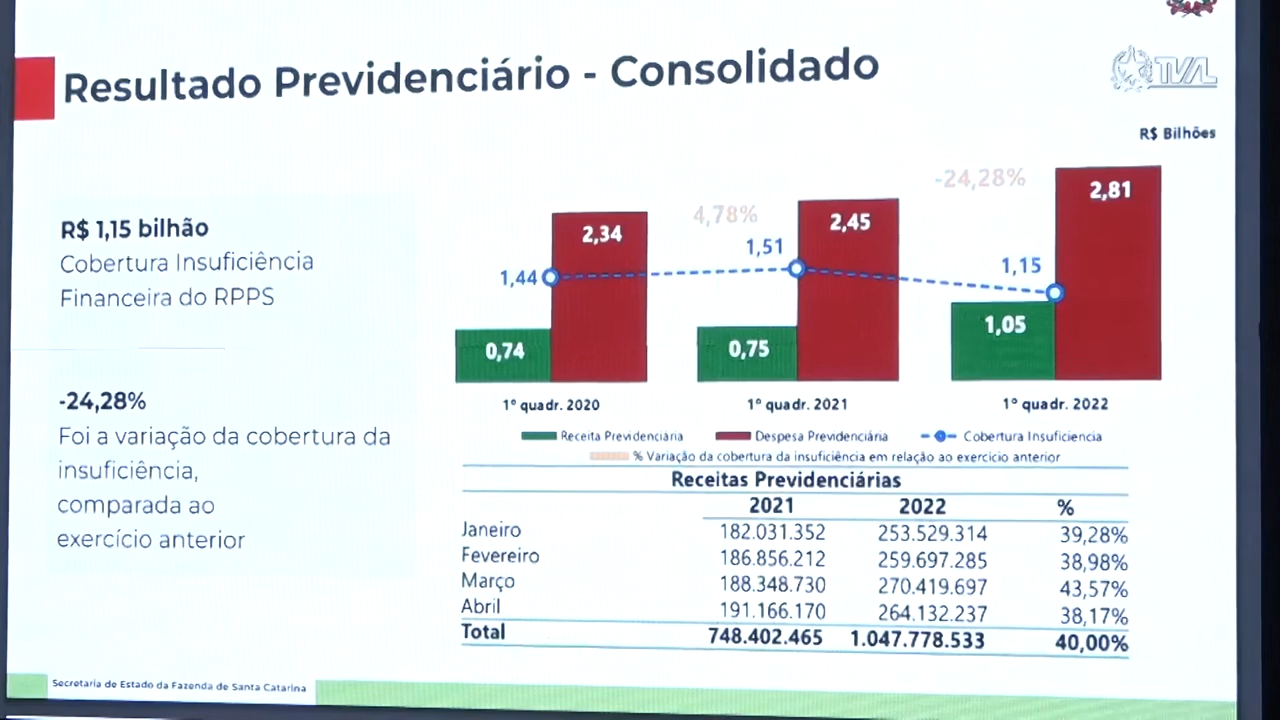 Resultado Previdenciário - Consolidado
TVAL
R$ Bilhões
R$ 1,15 bilhão
Cobertura Insuficiência
Financeira do RPPS
-24,28%
Foi a variação da cobertura da
insuficiência,
comparada ao
exercício anterior
-24,28%
4,78%
2,34
2,45
2,81
1,44
1,51
1,15
0,74
0,75
1,05
1º quadr. 2020
1º quadr. 2021
1º quadr. 2022
Receita Previdenciária
Despesa Previdenciária
Cobertura Insuficiencia
% Variação da cobertura da insuficiência em relação ao exercício anterior
Receitas Previdenciárias
2021 2022 %
Janeiro 182.031.352 253.529.314 39,28%
Fevereiro 186.856.212 259.697.285 38,98%
Março 188.348.730 270.419.697 43,57%
Abril 191.166.170 264.132.237 38,17%
Total 748.402.465 1.047.778.533 40,00%
Secretaria de Estado da Fazenda de Santa Catarina